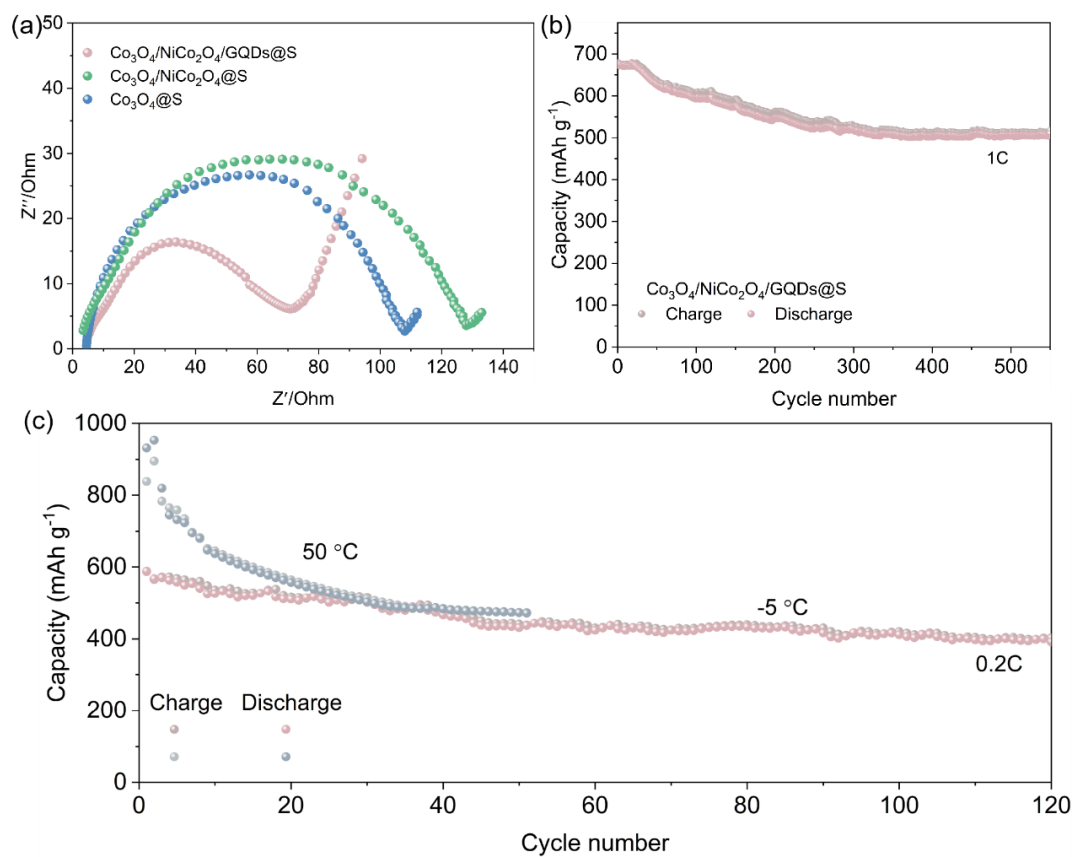 (a)
50
40
30
20
10
0
Z′′/Ohm
Co₃O₄/NiCo₂O₄/GQDs@S
Co₃O₄/NiCo₂O₄@S
Co₃O₄@S
0 20 40 60 80 100 120 140
Z′/Ohm
(b)
700
600
500
400
300
200
100
0
Capacity (mAh g⁻¹)
1C
Co₃O₄/NiCo₂O₄/GQDs@S
Charge Discharge
0 100 200 300 400 500
Cycle number
(c)
1000
800
600
400
200
0
Capacity (mAh g⁻¹)
50 °C
-5 °C
0.2C
Charge Discharge
0 20 40 60 80 100 120
Cycle number